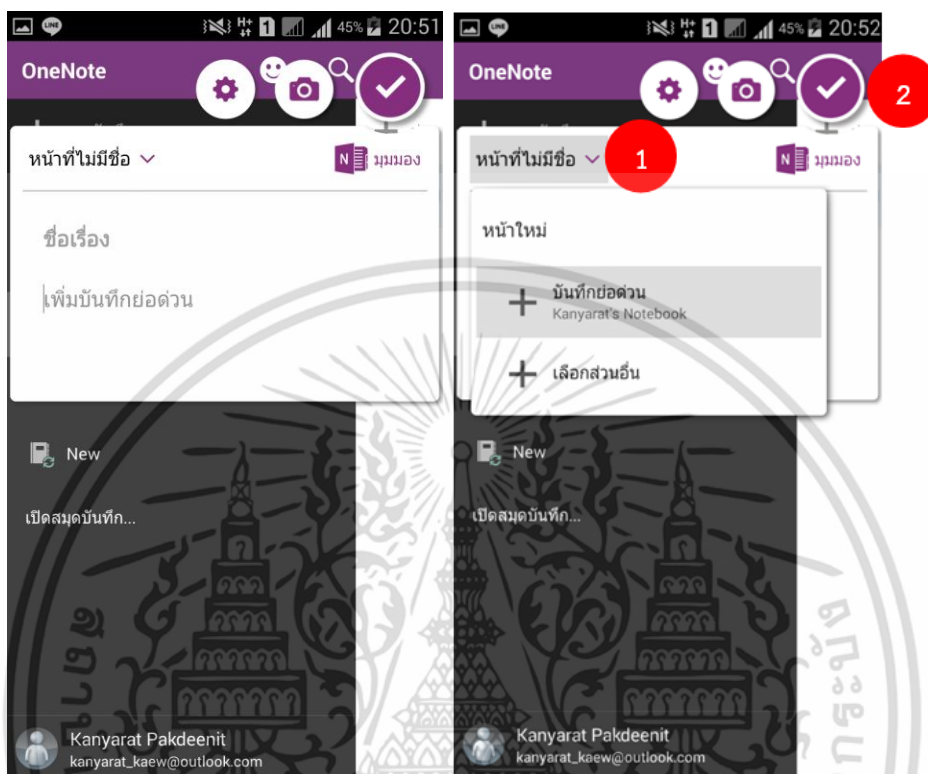 45% 20:51
OneNote
หน้าที่ไม่มีชื่อ
มุมมอง
ชื่อเรื่อง
เพิ่มบันทึกย่อด่วน
New
เปิดสมุดบันทึก...
Kanyarat Pakdeenit
kanyarat_kaew@outlook.com
45% 20:52
OneNote
2
หน้าที่ไม่มีชื่อ
1
มุมมอง
หน้าใหม่
บันทึกย่อด่วน
Kanyarat's Notebook
เลือกส่วนอื่น
New
เปิดสมุดบันทึก...
Kanyarat Pakdeenit
kanyarat_kaew@outlook.com